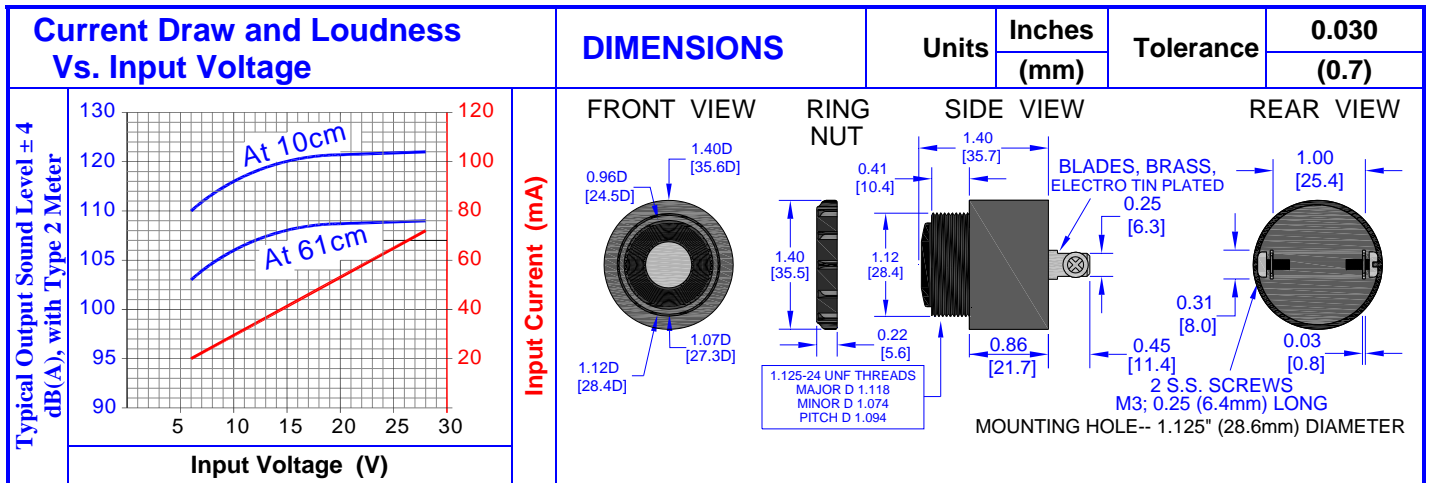 Current Draw and Loudness
Vs. Input Voltage
DIMENSIONS
Units
Inches
(mm)
Tolerance
0.030
(0.7)
Typical Output Sound Level ± 4
dB(A), with Type 2 Meter
130
120
110
105
100
95
90
At 10cm
At 61cm
120
100
80
60
40
20
5 10 15 20 25 30
Input Voltage (V)
Input Current (mA)
FRONT VIEW
1.40D
[35.6D]
0.96D
[24.5D]
1.07D
[27.3D]
1.12D
[28.4D]
RING
NUT
1.40
[35.5]
0.22
[5.6]
SIDE VIEW
1.40
[35.7]
0.41
[10.4]
1.12
[28.4]
BLADES, BRASS,
ELECTRO TIN PLATED
0.25
[6.3]
0.86
[21.7]
0.45
[11.4]
1.125-24 UNF THREADS
MAJOR D 1.118
MINOR D 1.074
PITCH D 1.094
REAR VIEW
1.00
[25.4]
0.31
[8.0]
0.03
[0.8]
2 S.S. SCREWS
M3; 0.25 (6.4mm) LONG
MOUNTING HOLE-- 1.125" (28.6mm) DIAMETER